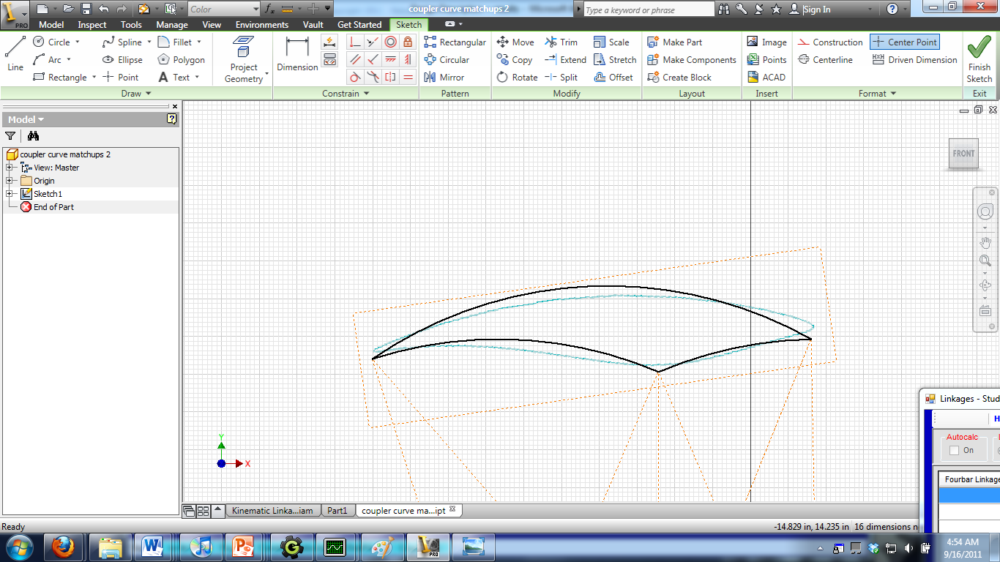 Color
coupler curve matchups 2
Type a keyword or phrase
Sign In
PRO
Model Inspect Tools Manage View Environments Vault Get Started Sketch
Line
Circle Spline Fillet
Arc Ellipse Polygon
Rectangle Point Text
Project Geometry
Dimension
Rectangular
Circular
Mirror
Move Trim Scale
Copy Extend Stretch
Rotate Split Offset
Make Part
Make Components
Create Block
Image
Points
ACAD
Construction Center Point
Centerline Driven Dimension
Finish Sketch
Draw Constrain Pattern Modify Layout Insert Format Exit
Model
coupler curve matchups 2
View: Master
Origin
Sketch1
End of Part
FRONT
Y
X
Linkages - Stud
H
Autocalc
On
Fourbar Linkage
Kinematic Linka...iam Part1 coupler curve ma...ipt
Ready
-14.829 in, 14.235 in 16 dimensions n
PRO
4:54 AM
9/16/2011